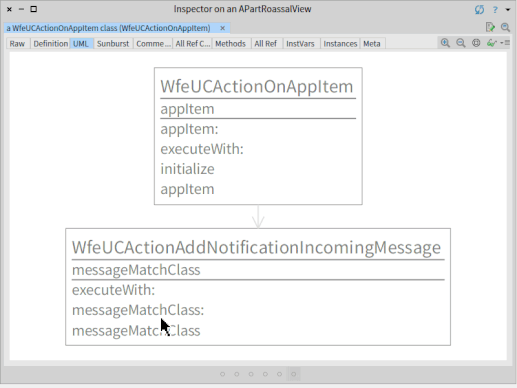 Inspector on an APartRoassalView
a WfeUCActionOnAppItem class (WfeUCActionOnAppItem)
Raw Definition UML Sunburst Comme... All Ref C... Methods All Ref InstVars Instances Meta
WfeUCActionOnAppItem
appItem
appItem:
executeWith:
initialize
appItem
WfeUCActionAddNotificationIncomingMessage
messageMatchClass
executeWith:
messageMatchClass:
messageMatchClass